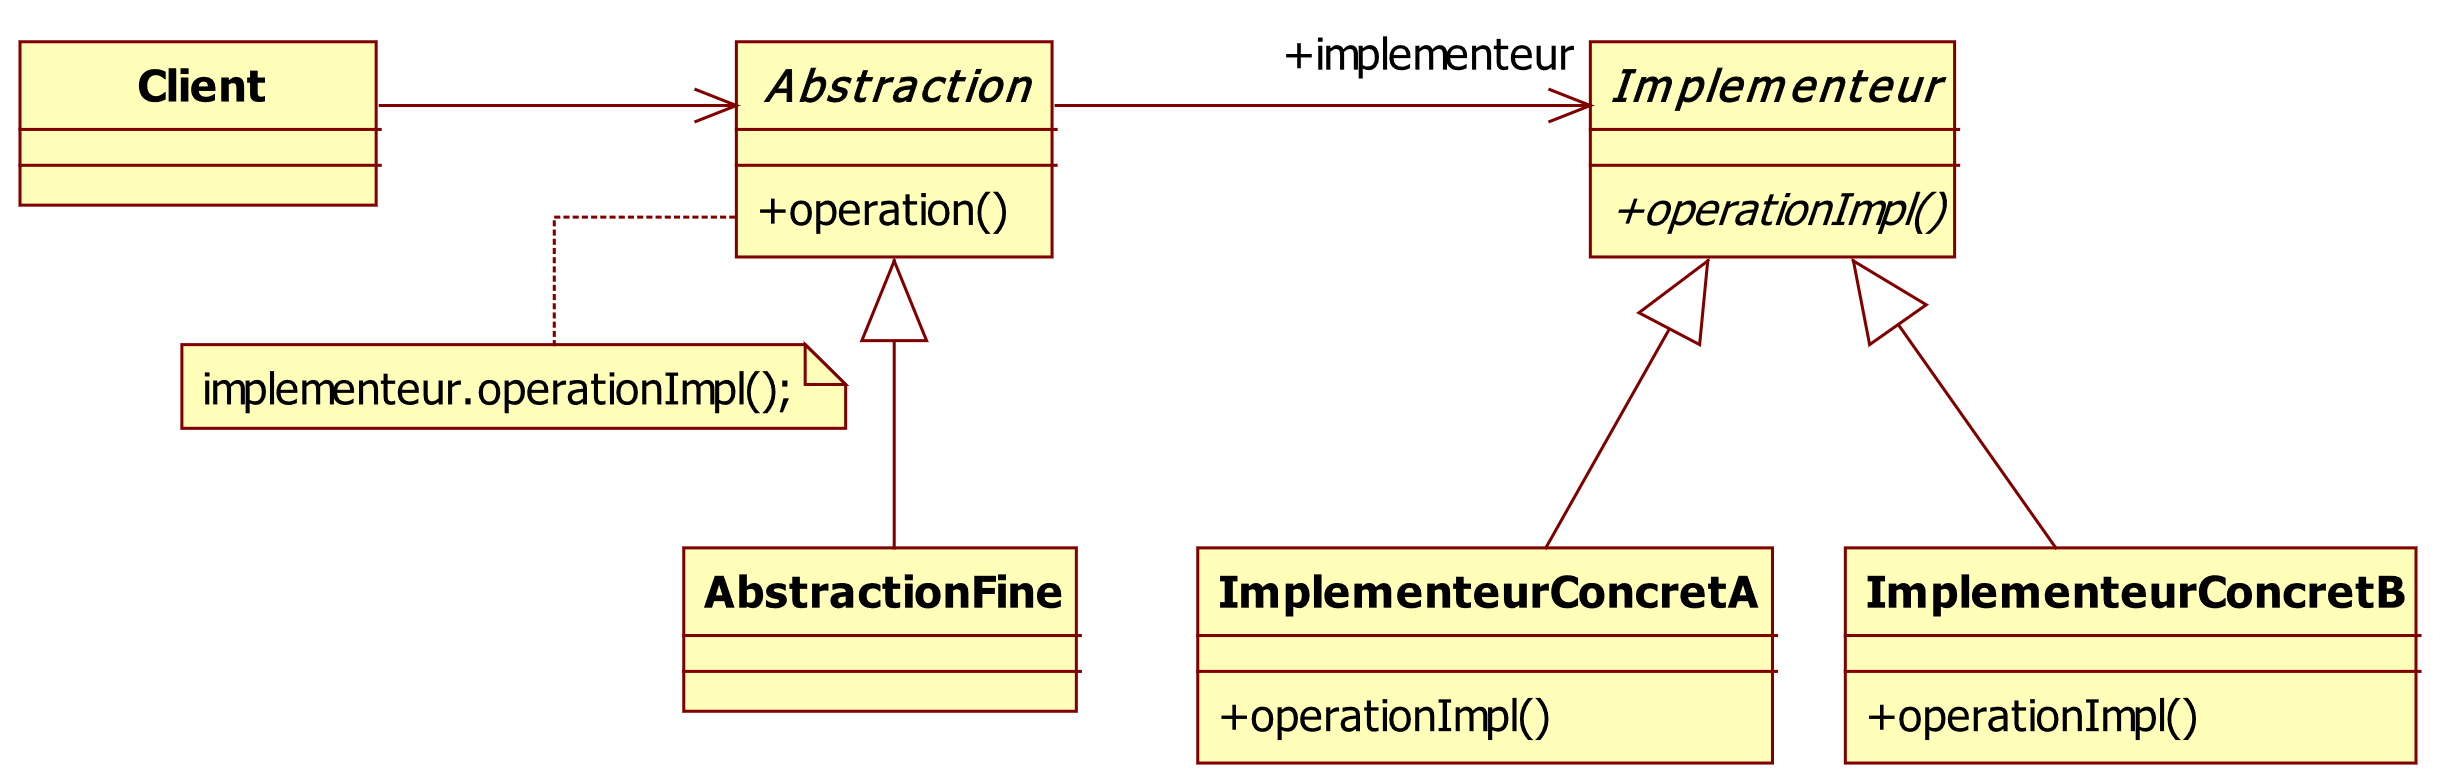 Client
Abstraction
+operation()
+implementeur
Implementeur
+operationImpl()
implementeur.operationImpl();
AbstractionFine
ImplementeurConcretA
+operationImpl()
ImplementeurConcretB
+operationImpl()